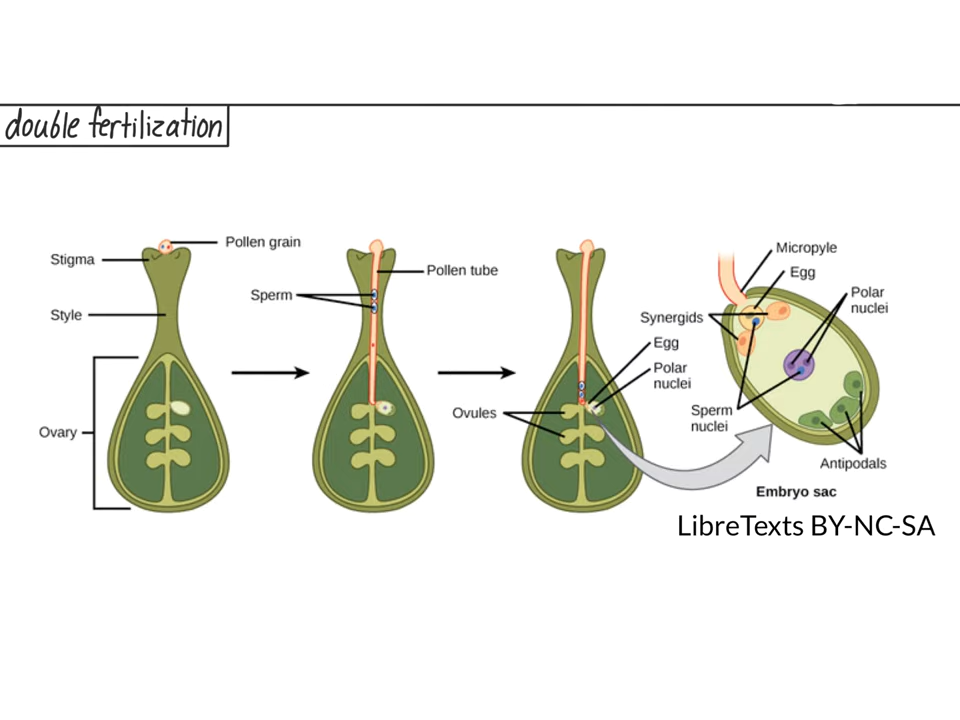 double fertilization
Pollen grain
Stigma
Style
Ovary
Pollen tube
Sperm
Ovules
Egg
Polar
nuclei
Micropyle
Egg
Polar
nuclei
Synergids
Sperm
nuclei
Antipodals
Embryo sac
LibreTexts BY-NC-SA